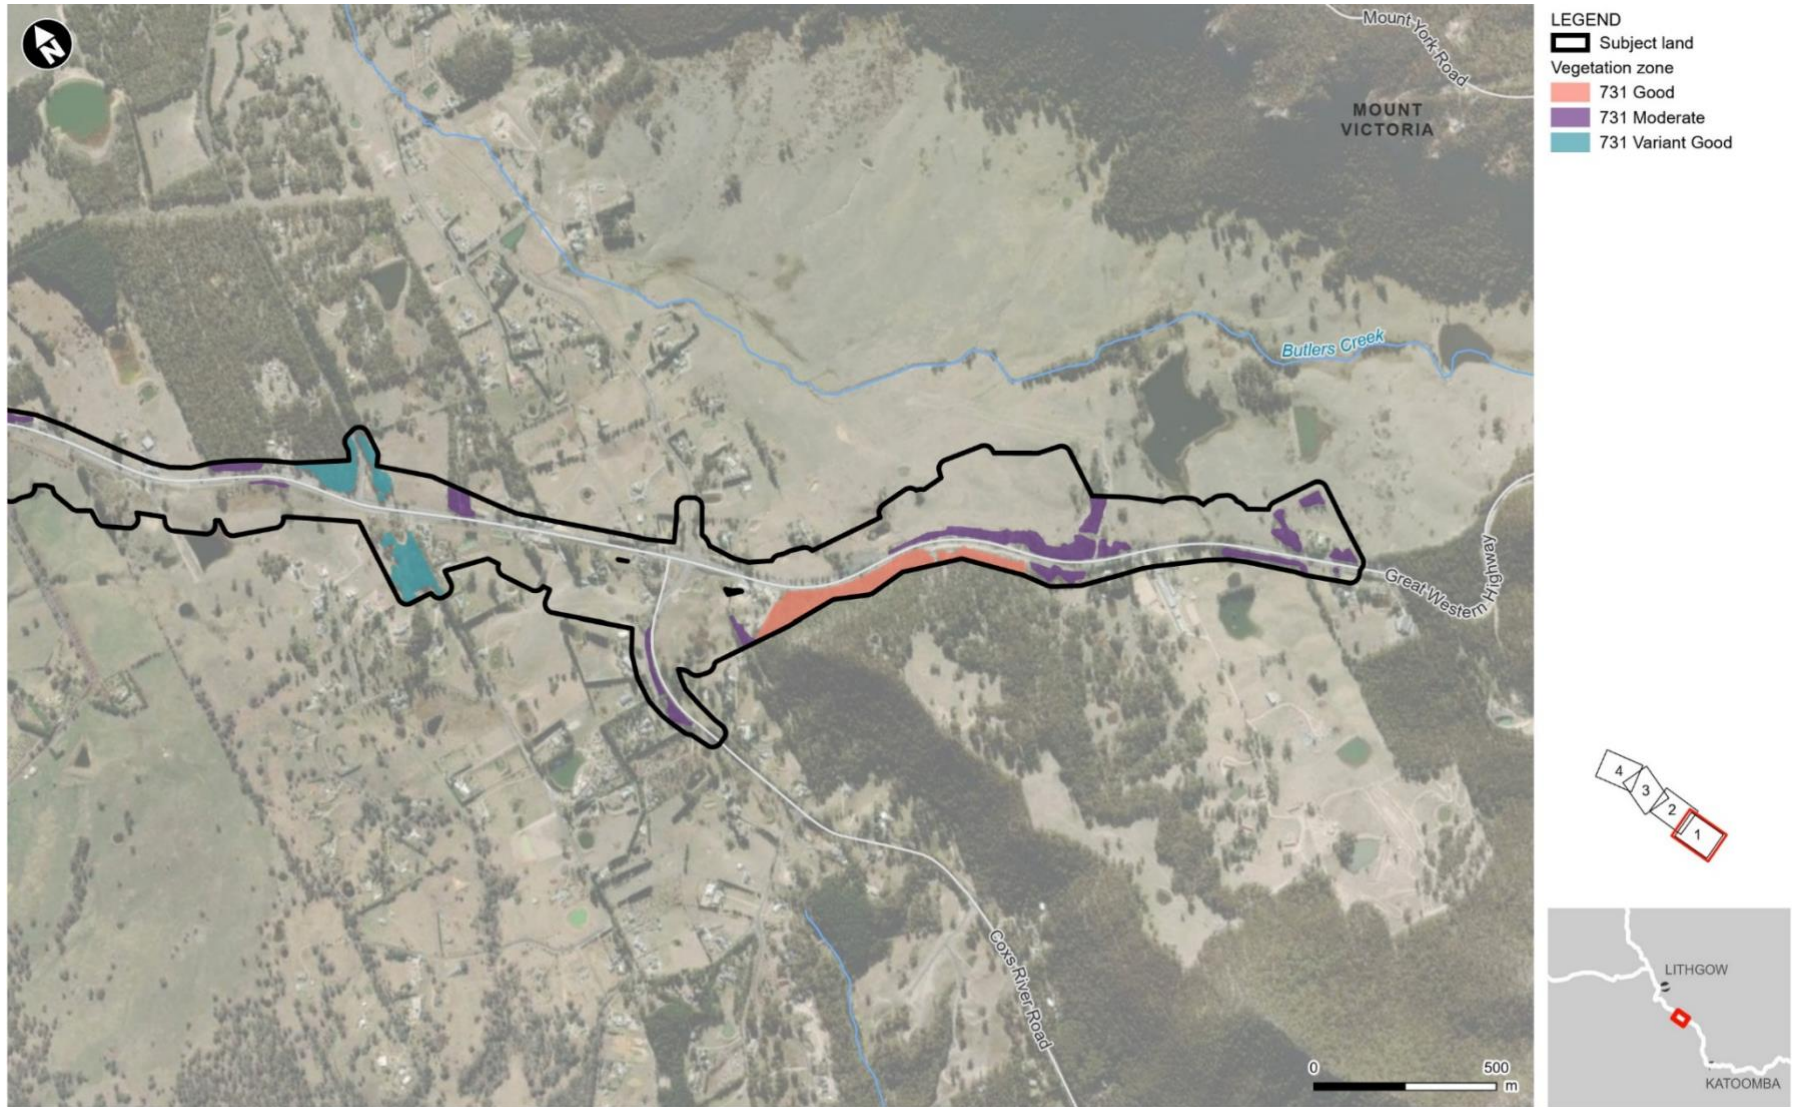 N
Mount York Road
MOUNT
VICTORIA
Butlers Creek
Great Western Highway
Coxs River Road
0 500
m
LEGEND
Subject land
Vegetation zone
731 Good
731 Moderate
731 Variant Good
4
3
2
1
LITHGOW
KATOOMBA